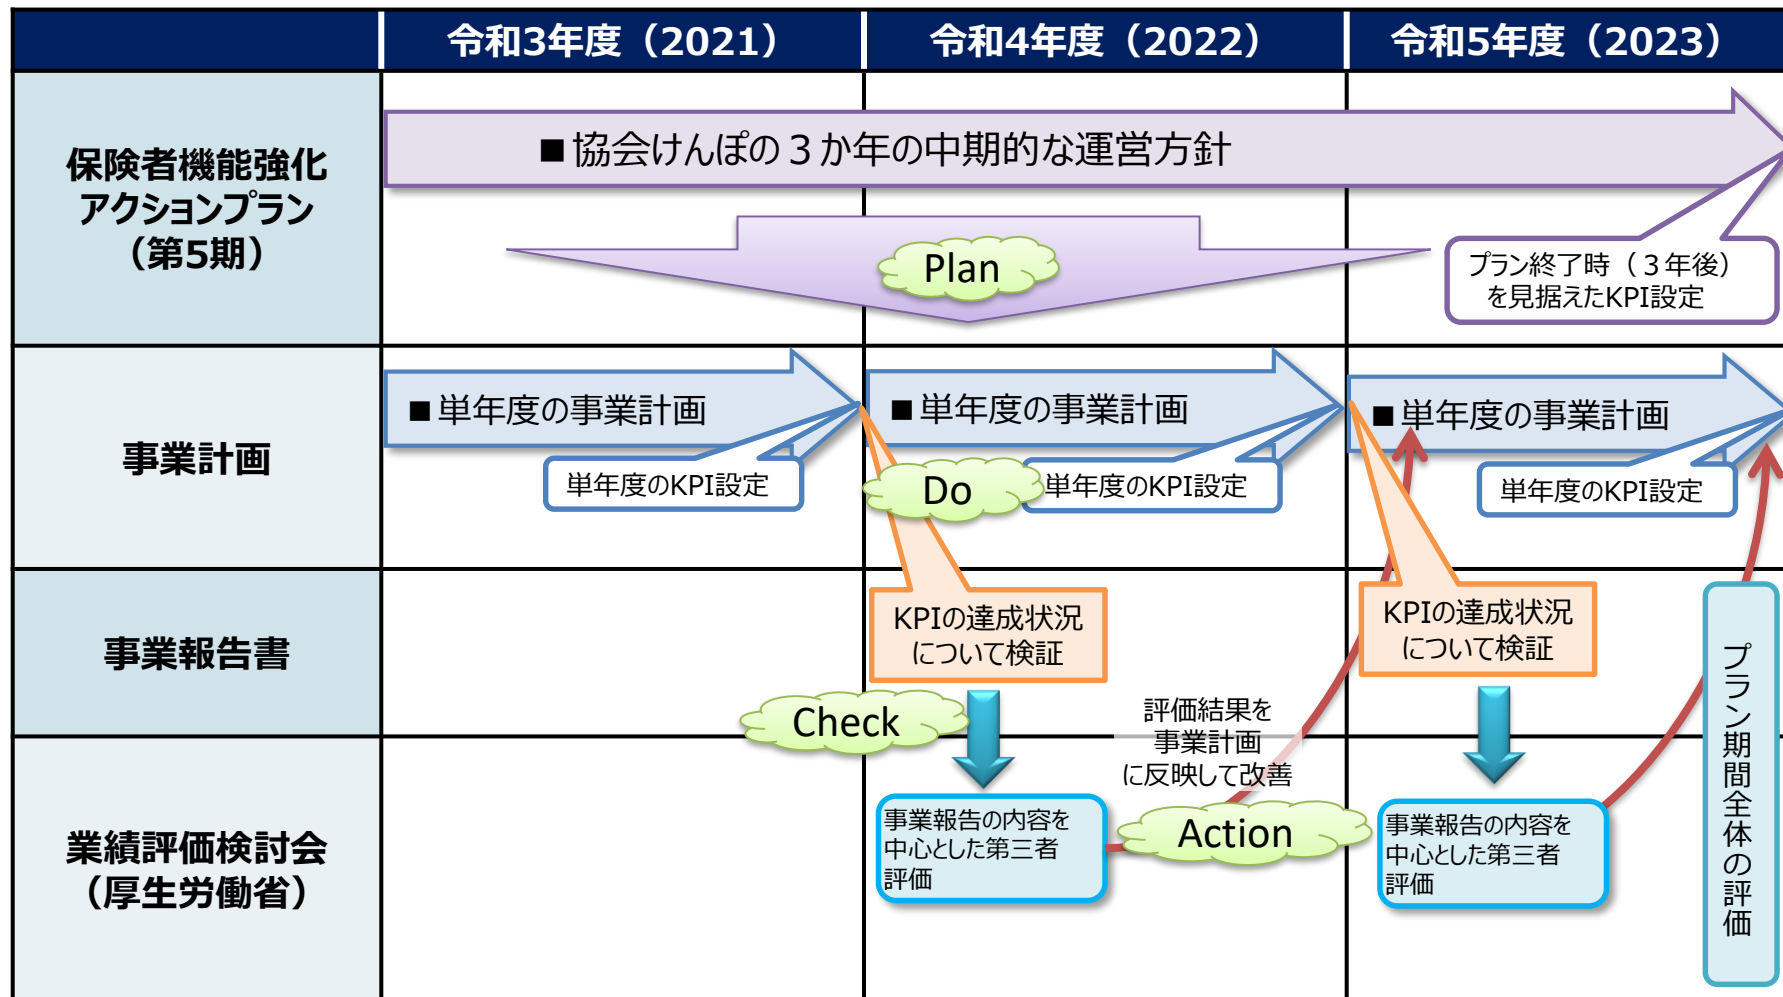 令和3年度（2021）
令和4年度（2022）
令和5年度（2023）
保険者機能強化
アクションプラン
（第5期）
■協会けんぽの３か年の中期的な運営方針
Plan
プラン終了時（３年後）
を見据えたKPI設定
事業計画
■単年度の事業計画
単年度のKPI設定
■単年度の事業計画
Do
単年度のKPI設定
■単年度の事業計画
単年度のKPI設定
事業報告書
KPIの達成状況
について検証
KPIの達成状況
について検証
Check
評価結果を
事業計画
に反映して改善
プラン期間全体の評価
業績評価検討会
（厚生労働省）
事業報告の内容を
中心とした第三者
評価
Action
事業報告の内容を
中心とした第三者
評価